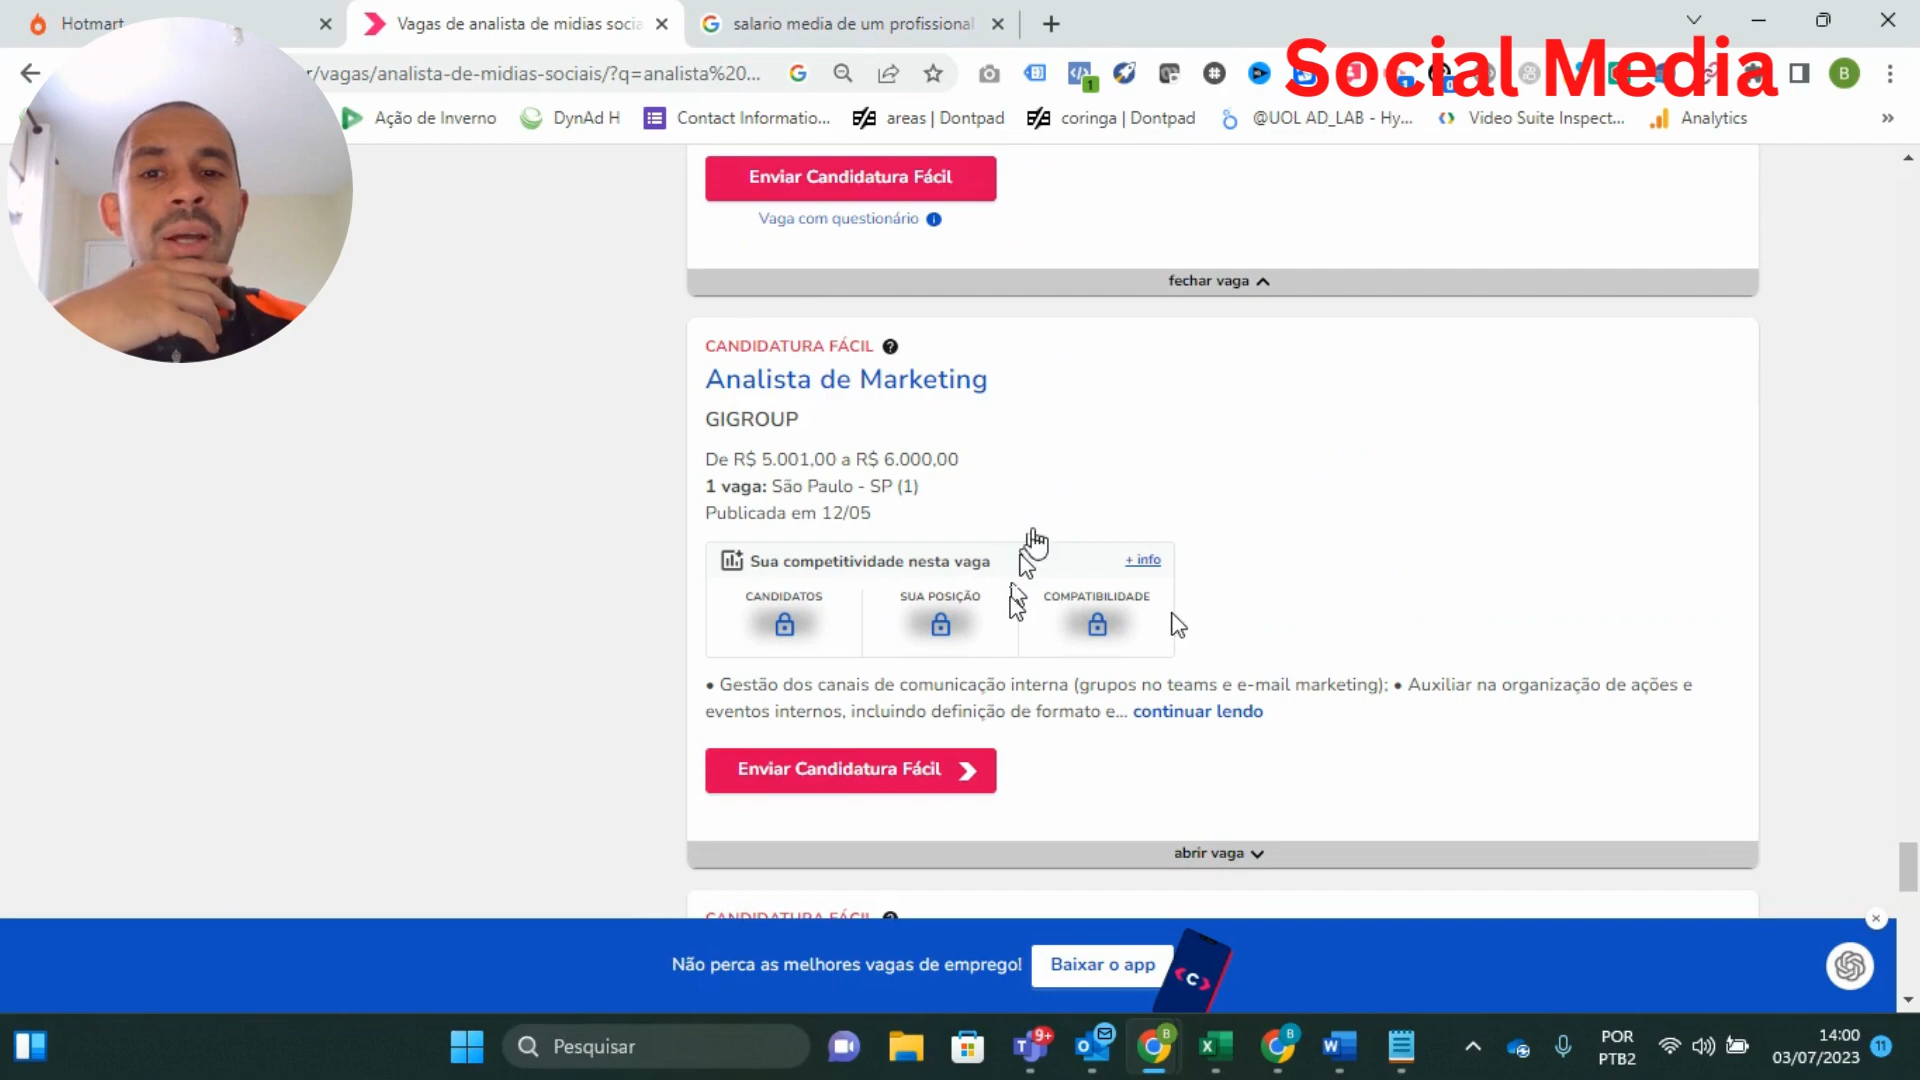 Hotmart
Vagas de analista de midias socia
salario media de um profissional
Social Media
r/vagas/analista-de-midias-sociais/?q=analista%20...
B
Ação de Inverno
DynAd H
Contact Informatio...
areas | Dontpad
coringa | Dontpad
@UOL AD_LAB - Hy...
Video Suite Inspect...
Analytics
»
Enviar Candidatura Fácil
Vaga com questionário
fechar vaga
CANDIDATURA FÁCIL
Analista de Marketing
GIGROUP
De R$ 5.001,00 a R$ 6.000,00
1 vaga: São Paulo - SP (1)
Publicada em 12/05
Sua competitividade nesta vaga
+ info
CANDIDATOS
SUA POSIÇÃO
COMPATIBILIDADE
• Gestão dos canais de comunicação interna (grupos no teams e e-mail marketing); • Auxiliar na organização de ações e
eventos internos, incluindo definição de formato e... continuar lendo
Enviar Candidatura Fácil
abrir vaga
CANDIDATURA FÁCIL
Não perca as melhores vagas de emprego!
Baixar o app
Pesquisar
9+
POR
PTB2
14:00
03/07/2023
11